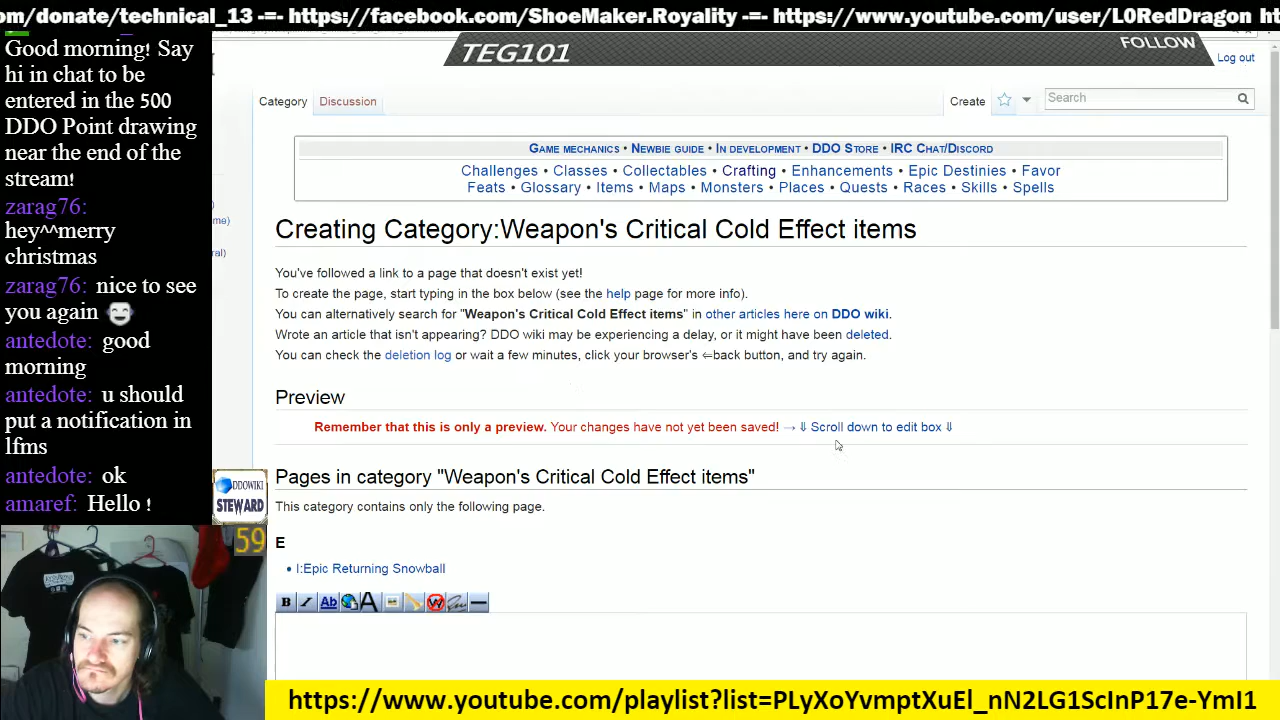 om/donate/technical_13 -=- https://facebook.com/ShoeMaker.Royality -=- https://www.youtube.com/user/L0RedDragon ht
Good morning! Say
hi in chat to be
entered in the 500
DDO Point drawing
near the end of the
stream!
zarag76:
hey^^merry
christmas
zarag76: nice to see
you again
antedote: good
morning
antedote: u should
put a notification in
lfms
antedote: ok
amaref: Hello !
TEG101
FOLLOW
Log out
Category Discussion
Create
Search
GAME MECHANICS • NEWBIE GUIDE • IN DEVELOPMENT • DDO STORE • IRC CHAT/DISCORD
Challenges • Classes • Collectables • Crafting • Enhancements • Epic Destinies • Favor
Feats • Glossary • Items • Maps • Monsters • Places • Quests • Races • Skills • Spells
me)
ral)
Creating Category:Weapon's Critical Cold Effect items
You've followed a link to a page that doesn't exist yet!
To create the page, start typing in the box below (see the help page for more info).
You can alternatively search for "Weapon's Critical Cold Effect items" in other articles here on DDO wiki.
Wrote an article that isn't appearing? DDO wiki may be experiencing a delay, or it might have been deleted.
You can check the deletion log or wait a few minutes, click your browser's ⇐back button, and try again.
Preview
Remember that this is only a preview. Your changes have not yet been saved! → ⇓ Scroll down to edit box ⇓
Pages in category "Weapon's Critical Cold Effect items"
This category contains only the following page.
E
• I:Epic Returning Snowball
B I Ab A W
DDOWIKI
STEWARD
59
https://www.youtube.com/playlist?list=PLyXoYvmptXuEl_nN2LG1ScInP17e-YmI1